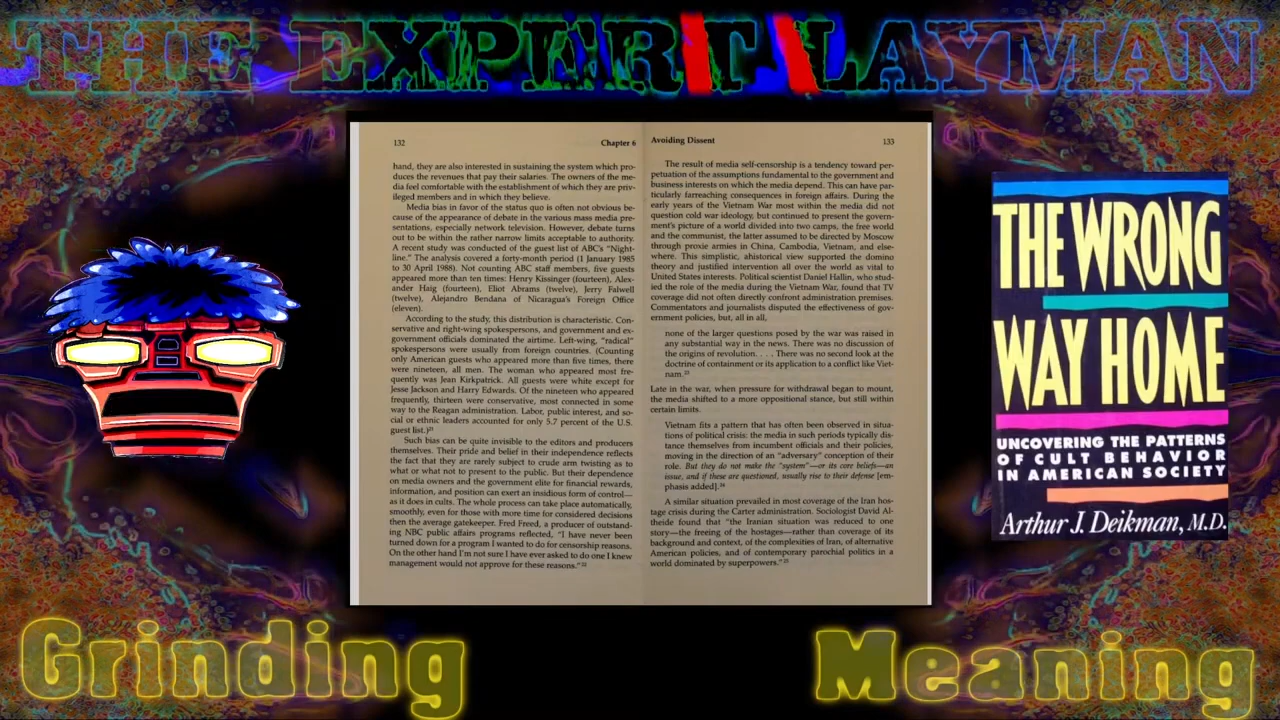 THE EXPERT LAYMAN
132
Chapter 6
hand, they are also interested in sustaining the system which pro-
duces the revenues that pay their salaries. The owners of the me-
dia feel comfortable with the establishment of which they are priv-
ileged members and in which they believe.
Media bias in favor of the status quo is often not obvious be-
cause of the appearance of debate in the various mass media pre-
sentations, especially network television. However, debate turns
out to be within the rather narrow limits acceptable to authority.
A recent study was conducted of the guest list of ABC's "Night-
line." The analysis covered a forty-month period (1 January 1985
to 30 April 1988). Not counting ABC staff members, five guests
appeared more than ten times: Henry Kissinger (fourteen), Alex-
ander Haig (fourteen), Eliot Abrams (twelve), Jerry Falwell
(twelve), Alejandro Bendana of Nicaragua's Foreign Office
(eleven).
According to the study, this distribution is characteristic. Con-
servative and right-wing spokespersons, and government and ex-
government officials dominated the airtime. Left-wing, "radical"
spokespersons were usually from foreign countries. (Counting
only American guests who appeared more than five times, there
were nineteen, all men. The woman who appeared most fre-
quently was Jean Kirkpatrick. All guests were white except for
Jesse Jackson and Harry Edwards. Of the nineteen who appeared
frequently, thirteen were conservative, most connected in some
way to the Reagan administration. Labor, public interest, and so-
cial or ethnic leaders accounted for only 5.7 percent of the U.S.
guest list.)21
Such bias can be quite invisible to the editors and producers
themselves. Their pride and belief in their independence reflects
the fact that they are rarely subject to crude arm twisting as to
what or what not to present to the public. But their dependence
on media owners and the government elite for financial rewards,
information, and position can exert an insidious form of control—
as it does in cults. The whole process can take place automatically,
smoothly, even for those with more time for considered decisions
then the average gatekeeper. Fred Freed, a producer of outstand-
ing NBC public affairs programs, reflects, "I have never been
turned down for a program I wanted to do for censorship reasons.
On the other hand I'm not sure I have ever asked to do one I knew
management would not approve for these reasons."22
Avoiding Dissent
133
The result of media self-censorship is a tendency toward per-
petuation of the assumptions fundamental to the government and
business interests on which the media depend. This can have par-
ticularly farreaching consequences in foreign affairs. During the
early years of the Vietnam War most within the media did not
question cold war ideology, but continued to present the govern-
ment's picture of a world divided into two camps, the free world
and the communist, the latter assumed to be directed by Moscow
through proxie armies in China, Cambodia, Vietnam, and else-
where. This simplistic, ahistorical view supported the domino
theory and justified intervention all over the world as vital to
United States interests. Political scientist Daniel Hallin, who stud-
ied the role of the media during the Vietnam War, found that TV
coverage did not often directly confront administration premises.
Commentators and journalists disputed the effectiveness of gov-
ernment policies, but, all in all,
none of the larger questions posed by the war was raised in
any substantial way in the news. There was no discussion of
the origins of revolution. . . . There was no second look at the
doctrine of containment or its application to a conflict like Viet-
nam.23
Late in the war, when pressure for withdrawal began to mount,
the media shifted to a more oppositional stance, but still within
certain limits.
Vietnam fits a pattern that has often been observed in situa-
tions of political crisis: the media in such periods typically dis-
tance themselves from incumbent officials and their policies,
moving in the direction of an "adversary" conception of their
role. But they do not make the "system"—or its core beliefs—an
issue, and if these are questioned, usually rise to their defense [em-
phasis added].24
A similar situation prevailed in most coverage of the Iran hos-
tage crisis during the Carter administration. Sociologist David Al-
theide found that "the Iranian situation was reduced to one
story—the freeing of the hostages—rather than coverage of its
background and context, of the complexities of Iran, of alternative
American policies, and of contemporary parochial politics in a
world dominated by superpowers."25
THE WRONG
WAY HOME
UNCOVERING THE PATTERNS
OF CULT BEHAVIOR
IN AMERICAN SOCIETY
Arthur J. Deikman, M.D.
Grinding
Meaning